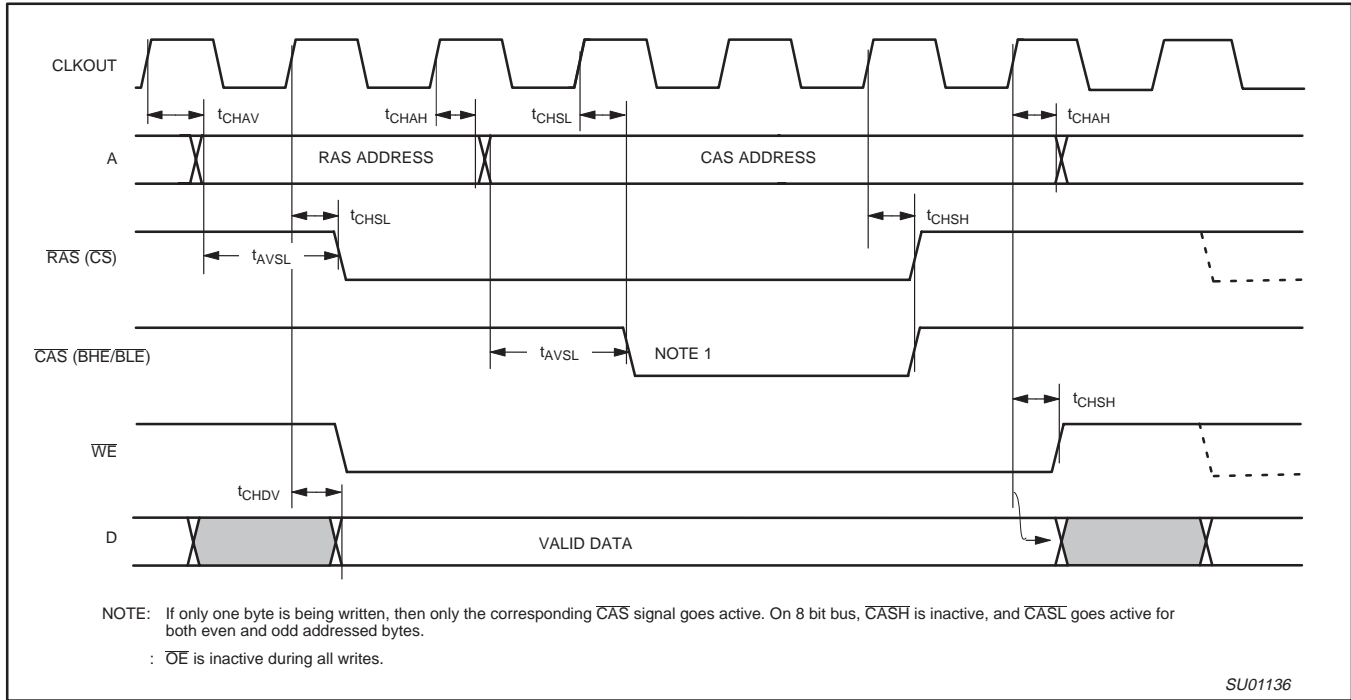 CLKOUT
tCHAV
tCHAH
tCHSL
tCHAH
A
RAS ADDRESS
CAS ADDRESS
tCHSL
tCHSH
RAS (CS)
tAVSL
CAS (BHE/BLE)
tAVSL
NOTE 1
tCHSH
WE
tCHDV
D
VALID DATA
NOTE: If only one byte is being written, then only the corresponding CAS signal goes active. On 8 bit bus, CASH is inactive, and CASL goes active for
both even and odd addressed bytes.
: OE is inactive during all writes.
SU01136